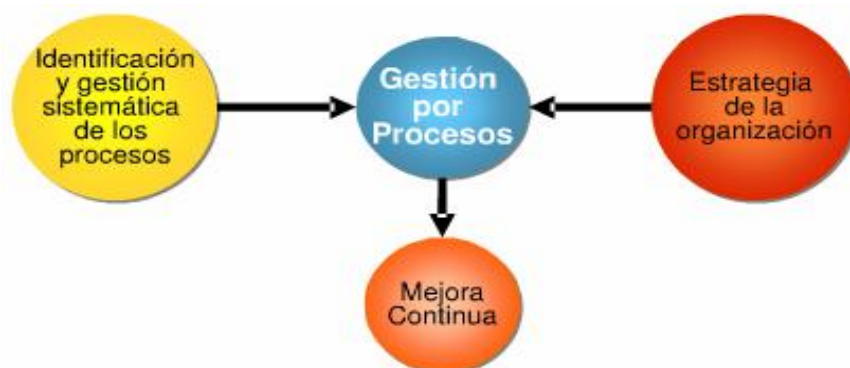 Identificación
y gestión
sistemática
de los
procesos
Gestión
por
Procesos
Estrategia
de la
organización
Mejora
Continua